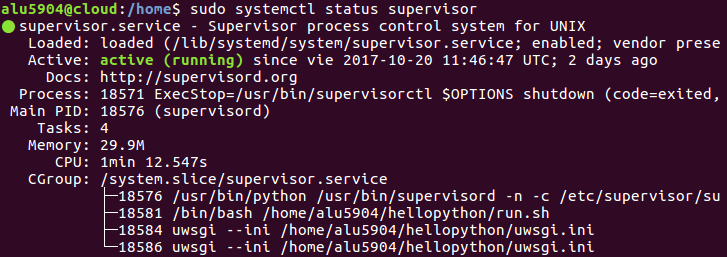 alu5904@cloud:/home$ sudo systemctl status supervisor
● supervisor.service - Supervisor process control system for UNIX
   Loaded: loaded (/lib/systemd/system/supervisor.service; enabled; vendor prese
   Active: active (running) since vie 2017-10-20 11:46:47 UTC; 2 days ago
     Docs: http://supervisord.org
  Process: 18571 ExecStop=/usr/bin/supervisorctl $OPTIONS shutdown (code=exited,
 Main PID: 18576 (supervisord)
    Tasks: 4
   Memory: 29.9M
      CPU: 1min 12.547s
   CGroup: /system.slice/supervisor.service
           ├─18576 /usr/bin/python /usr/bin/supervisord -n -c /etc/supervisor/su
           ├─18581 /bin/bash /home/alu5904/hellopython/run.sh
           ├─18584 uwsgi --ini /home/alu5904/hellopython/uwsgi.ini
           └─18586 uwsgi --ini /home/alu5904/hellopython/uwsgi.ini